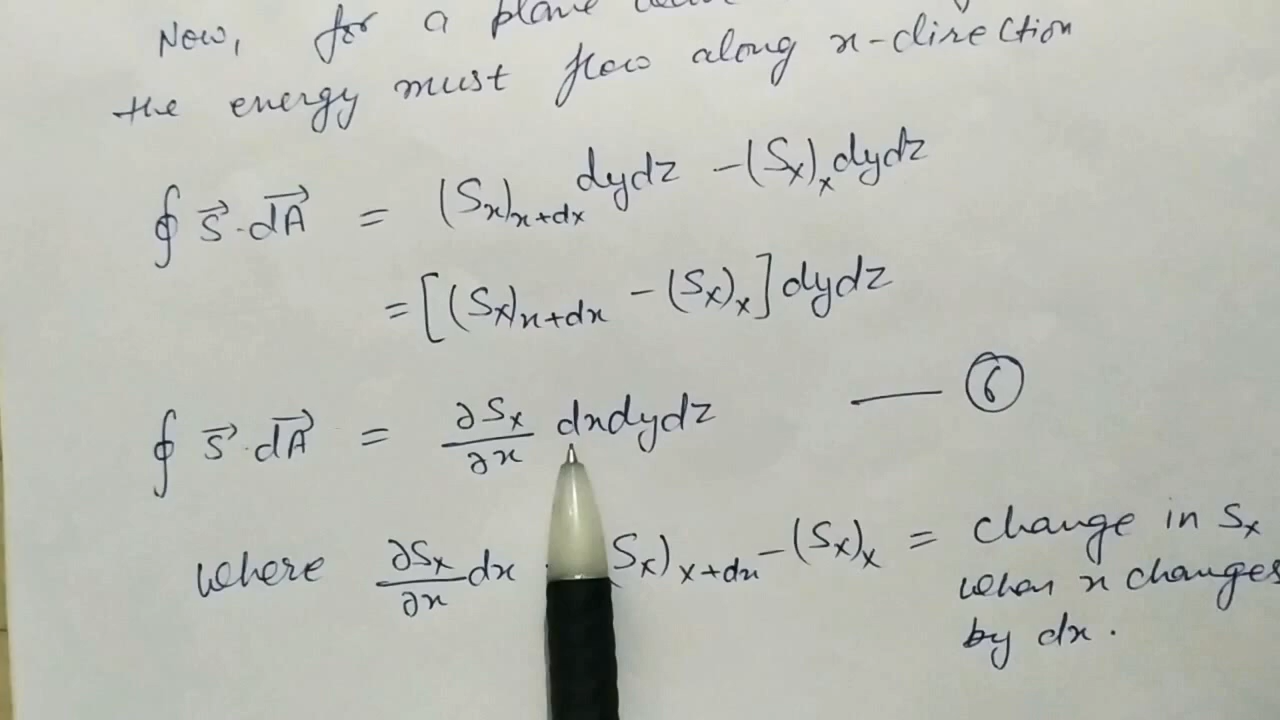 Now, for a plane
the energy must flow along x-direction
∮ S⃗·dA⃗ = (Sx)x+dx dydz − (Sx)x dydz
= [(Sx)x+dx − (Sx)x] dydz
∮ S⃗·dA⃗ = ∂Sx/∂x dxdydz — ⑥
where ∂Sx/∂x dx Sx)x+dx − (Sx)x = change in Sx
when x changes
by dx.